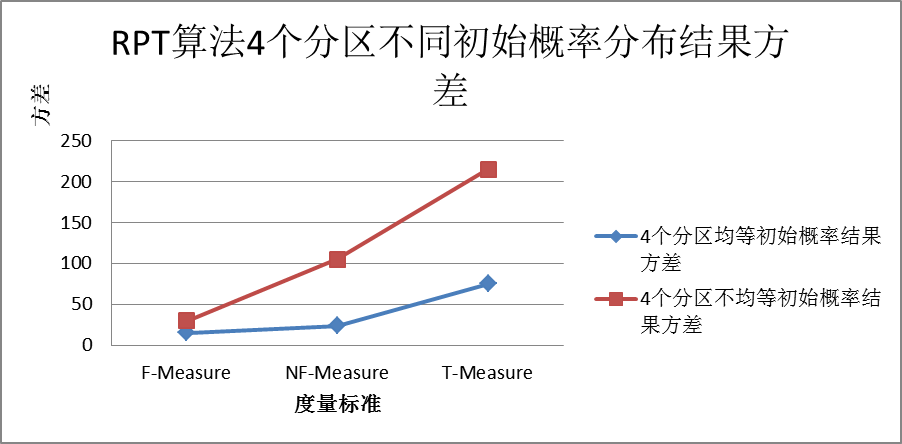 RPT算法4个分区不同初始概率分布结果方
差
方差
250
200
150
100
50
0
F-Measure NF-Measure T-Measure
度量标准
4个分区均等初始概率结果
方差
4个分区不均等初始概率结
果方差